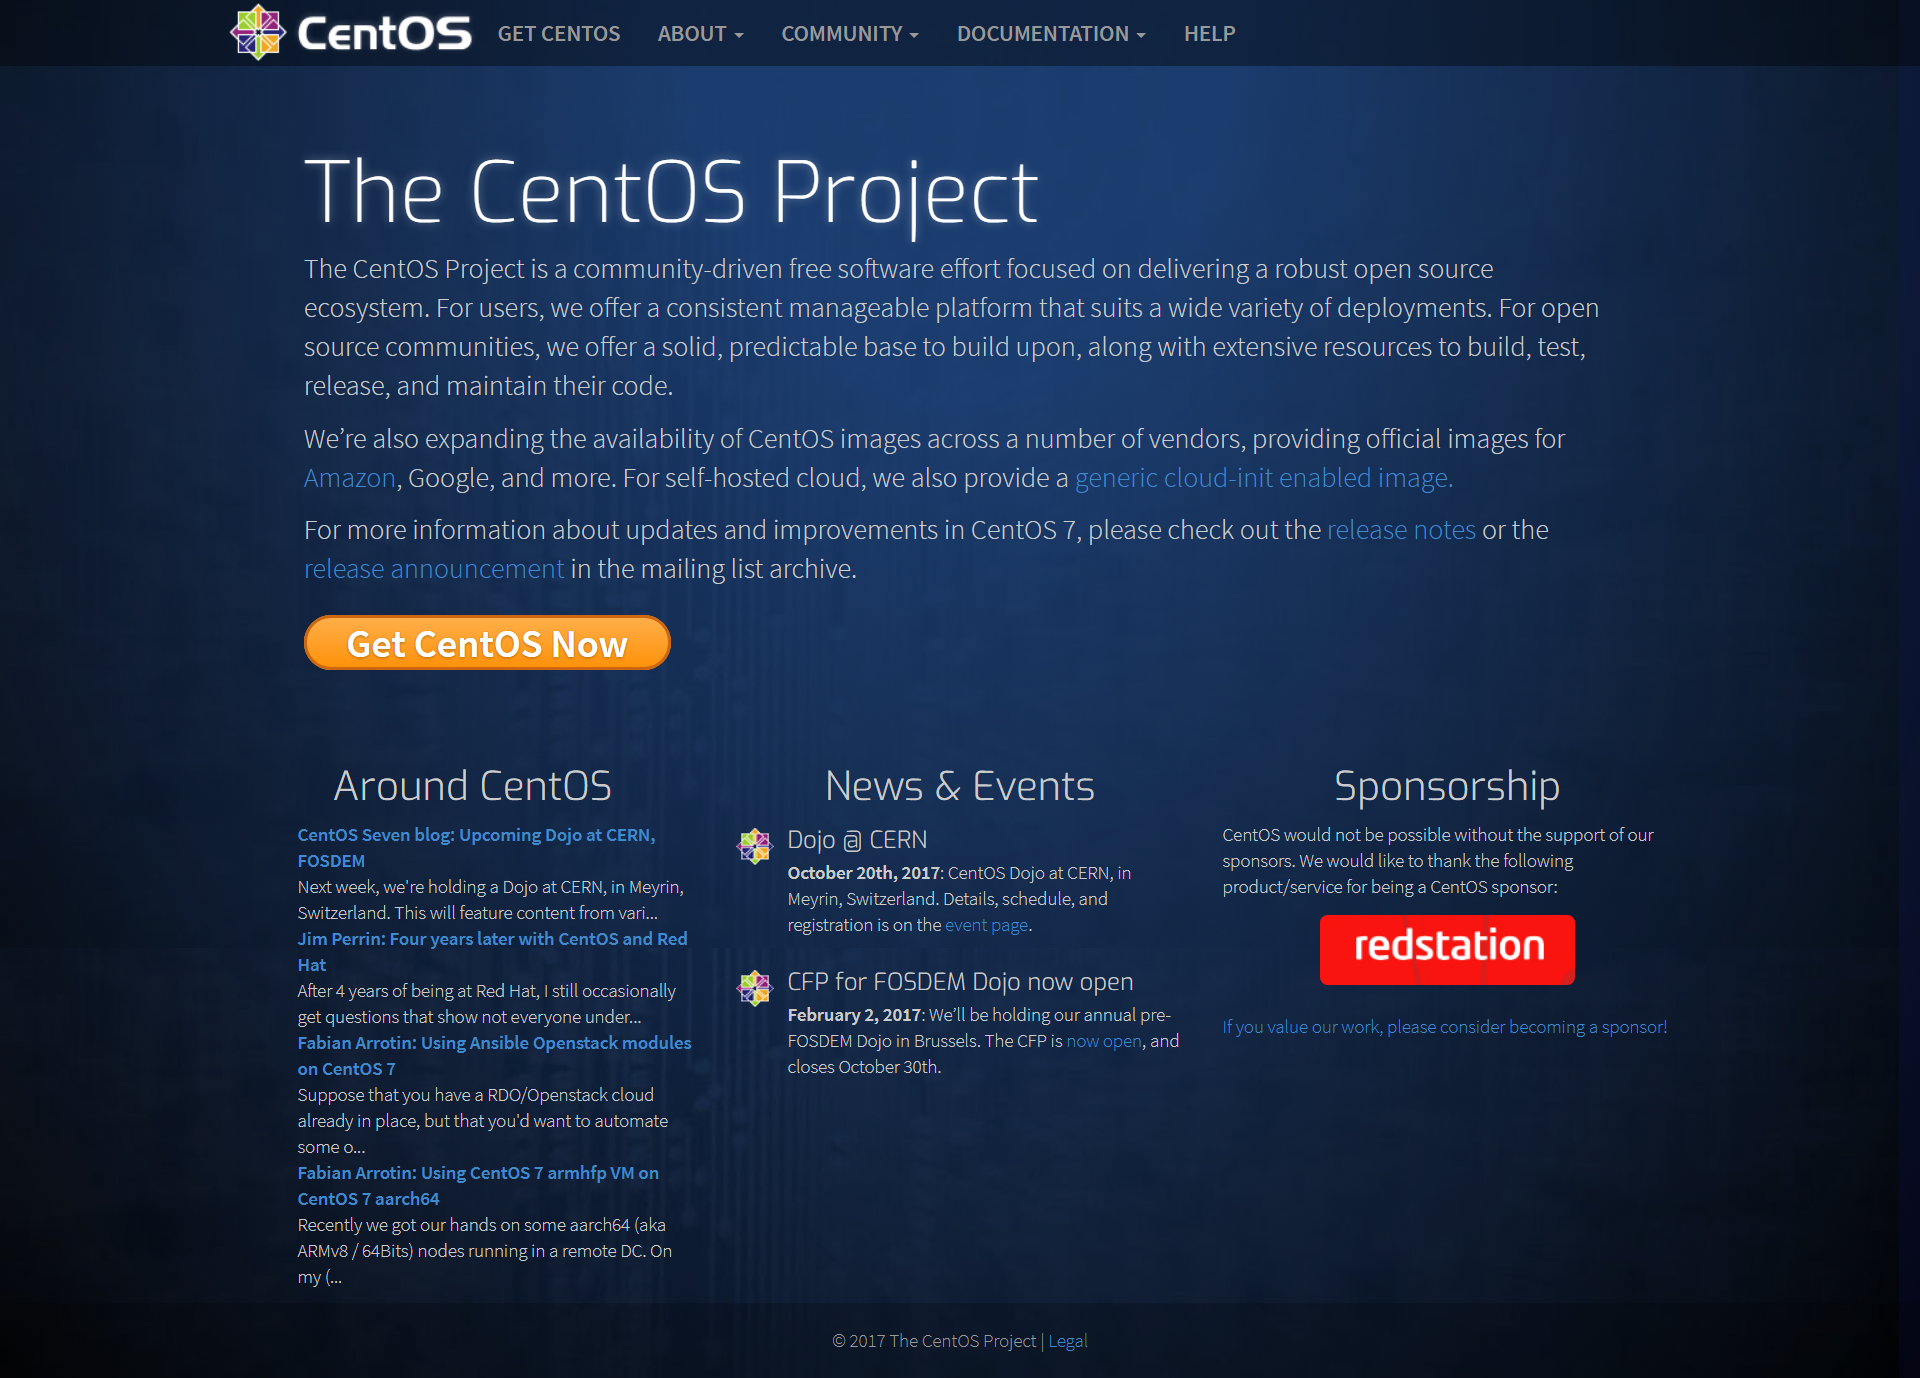 CentOS GET CENTOS ABOUT COMMUNITY DOCUMENTATION HELP
The CentOS Project
The CentOS Project is a community-driven free software effort focused on delivering a robust open source
ecosystem. For users, we offer a consistent manageable platform that suits a wide variety of deployments. For open
source communities, we offer a solid, predictable base to build upon, along with extensive resources to build, test,
release, and maintain their code.
We’re also expanding the availability of CentOS images across a number of vendors, providing official images for
Amazon, Google, and more. For self-hosted cloud, we also provide a generic cloud-init enabled image.
For more information about updates and improvements in CentOS 7, please check out the release notes or the
release announcement in the mailing list archive.
Get CentOS Now
Around CentOS
CentOS Seven blog: Upcoming Dojo at CERN,
FOSDEM
Next week, we're holding a Dojo at CERN, in Meyrin,
Switzerland. This will feature content from vari...
Jim Perrin: Four years later with CentOS and Red
Hat
After 4 years of being at Red Hat, I still occasionally
get questions that show not everyone under...
Fabian Arrotin: Using Ansible Openstack modules
on CentOS 7
Suppose that you have a RDO/Openstack cloud
already in place, but that you'd want to automate
some o...
Fabian Arrotin: Using CentOS 7 armhfp VM on
CentOS 7 aarch64
Recently we got our hands on some aarch64 (aka
ARMv8 / 64Bits) nodes running in a remote DC. On
my (...
News & Events
Dojo @ CERN
October 20th, 2017: CentOS Dojo at CERN, in
Meyrin, Switzerland. Details, schedule, and
registration is on the event page.
CFP for FOSDEM Dojo now open
February 2, 2017: We’ll be holding our annual pre-
FOSDEM Dojo in Brussels. The CFP is now open, and
closes October 30th.
Sponsorship
CentOS would not be possible without the support of our
sponsors. We would like to thank the following
product/service for being a CentOS sponsor:
redstation
If you value our work, please consider becoming a sponsor!
© 2017 The CentOS Project | Legal